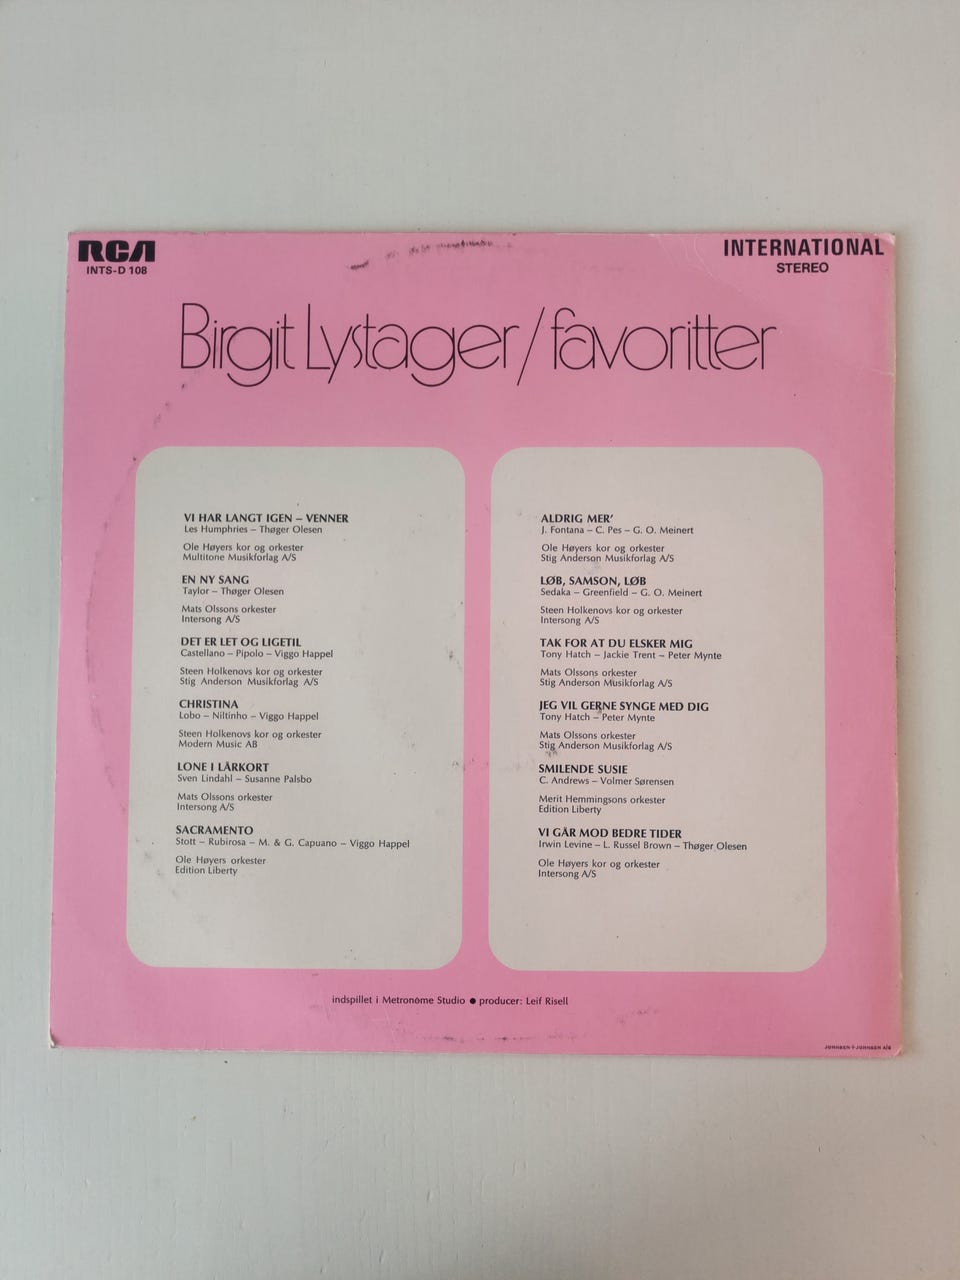 RCA
INTS-D 108
INTERNATIONAL
STEREO
Birgit Lystager/favoritter
VI HAR LANGT IGEN – VENNER
Les Humphries – Thøger Olesen
Ole Høyers kor og orkester
Multitone Musikforlag A/S
EN NY SANG
Taylor – Thøger Olesen
Mats Olssons orkester
Intersong A/S
DET ER LET OG LIGETIL
Castellano – Pipolo – Viggo Happel
Steen Holkenovs kor og orkester
Stig Anderson Musikforlag A/S
CHRISTINA
Lobo – Niltinho – Viggo Happel
Steen Holkenovs kor og orkester
Modern Music AB
LONE I LÅRKORT
Sven Lindahl – Susanne Palsbo
Mats Olssons orkester
Intersong A/S
SACRAMENTO
Stott – Rubirosa – M. & G. Capuano – Viggo Happel
Ole Høyers orkester
Edition Liberty
ALDRIG MER'
J. Fontana – C. Pes – G. O. Meinert
Ole Høyers kor og orkester
Stig Anderson Musikforlag A/S
LØB, SAMSON, LØB
Sedaka – Greenfield – G. O. Meinert
Steen Holkenovs kor og orkester
Intersong A/S
TAK FOR AT DU ELSKER MIG
Tony Hatch – Jackie Trent – Peter Mynte
Mats Olssons orkester
Stig Anderson Musikforlag A/S
JEG VIL GERNE SYNGE MED DIG
Tony Hatch – Peter Mynte
Mats Olssons orkester
Stig Anderson Musikforlag A/S
SMILENDE SUSIE
C. Andrews – Volmer Sørensen
Merit Hemmingsons orkester
Edition Liberty
VI GÅR MOD BEDRE TIDER
Irwin Levine – L. Russel Brown – Thøger Olesen
Ole Høyers kor og orkester
Intersong A/S
indspillet i Metronome Studio ● producer: Leif Risell
JOHNSEN+JOHNSEN A/S